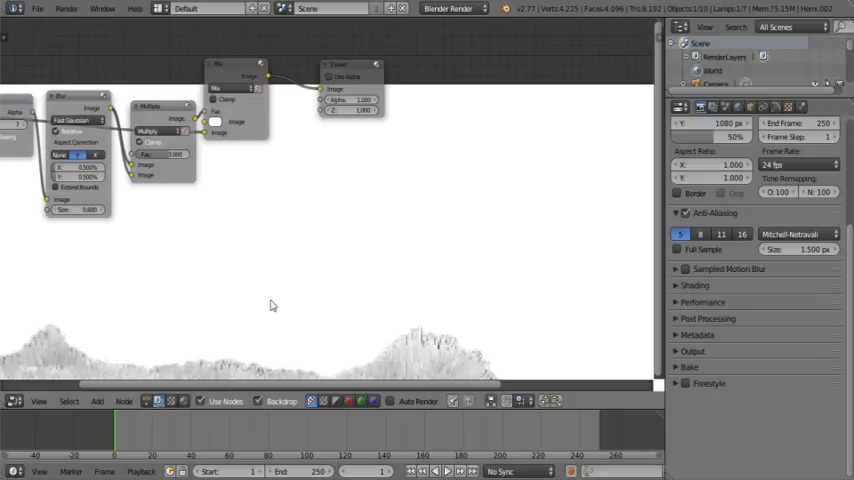 File Render Window Help Default Scene 2 Blender Render v2.77 | Verts:4,225 | Faces:4,096 | Tris:8,192 | Objects:1/10 | Lamps:1/7 | Mem:75.15M | Hemi.002
View Search All Scenes
Scene
RenderLayers
World
Camera
Mix
Image
Mix
Clamp
Fac
Image
Image
Viewer
Use Alpha
Image
Alpha: 1.000
Z: 1.000
Alpha
7
Blur
Image
Fast Gaussian
Relative
Aspect Correction
None Y X
X: 0.500%
Y: 0.500%
Extend Bounds
Image
Size: 0.600
Multiply
Image
Multiply
Clamp
Fac:
Image
Image
Y: 1080 px
50%
Aspect Ratio:
X: 1.000
Y: 1.000
Border Crop
End Frame: 250
Frame Step: 1
Frame Rate:
24 fps
Time Remapping:
O: 100 N: 100
Anti-Aliasing
5 8 11 16 Mitchell-Netravali
Full Sample Size: 1.500 px
Sampled Motion Blur
Shading
Performance
Post Processing
Metadata
Output
Bake
Freestyle
View Select Add Node Use Nodes Backdrop Auto Render
-40 -20 0 20 40 60 80 100 120 140 160 180 200 220 240 260
View Marker Frame Playback Start: 1 End: 250 1 No Sync